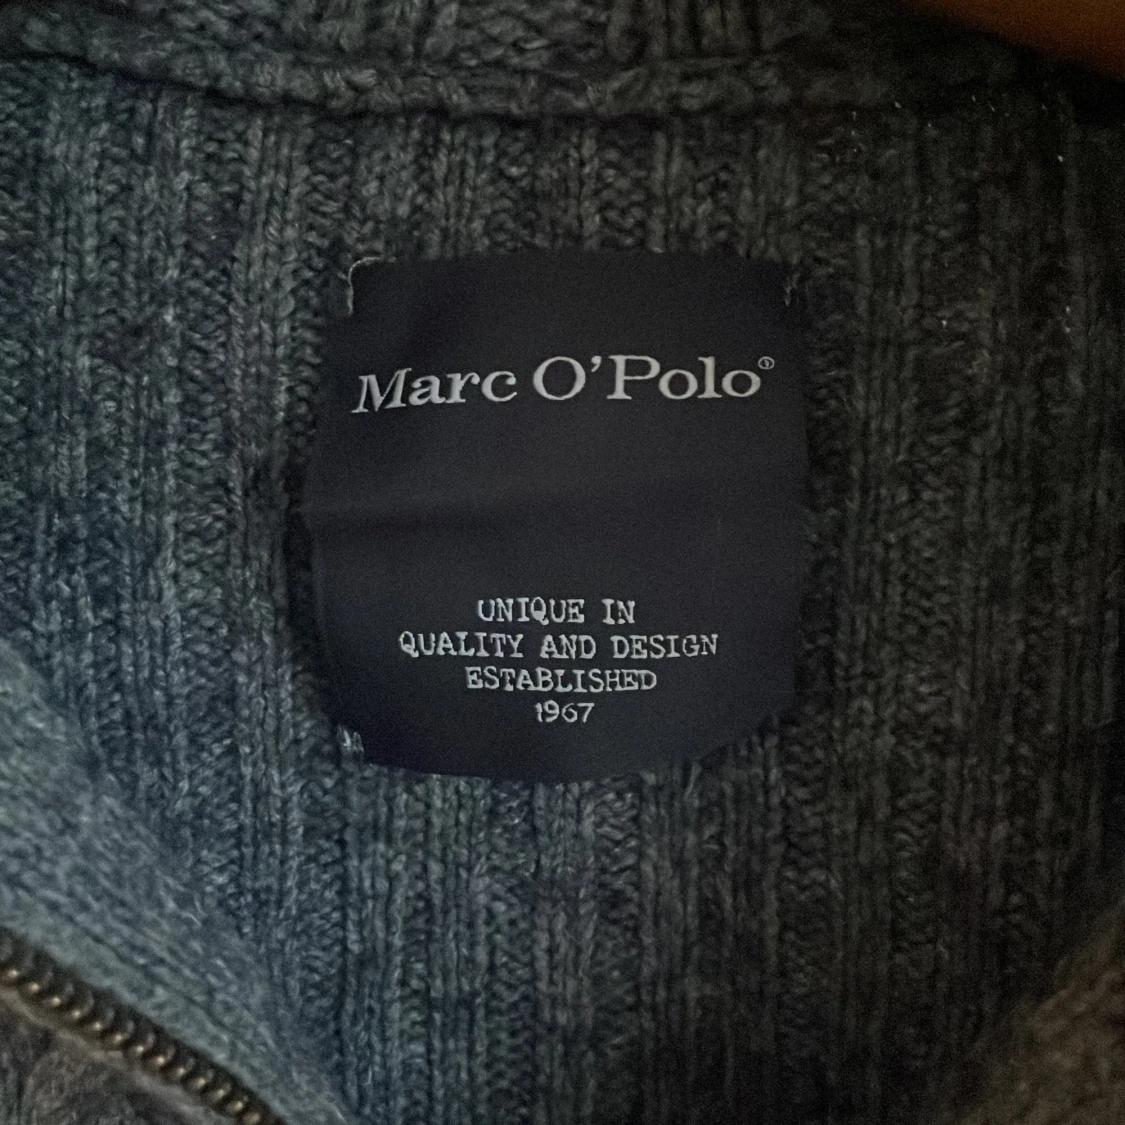 Marc O'Polo®
UNIQUE IN
QUALITY AND DESIGN
ESTABLISHED
1967